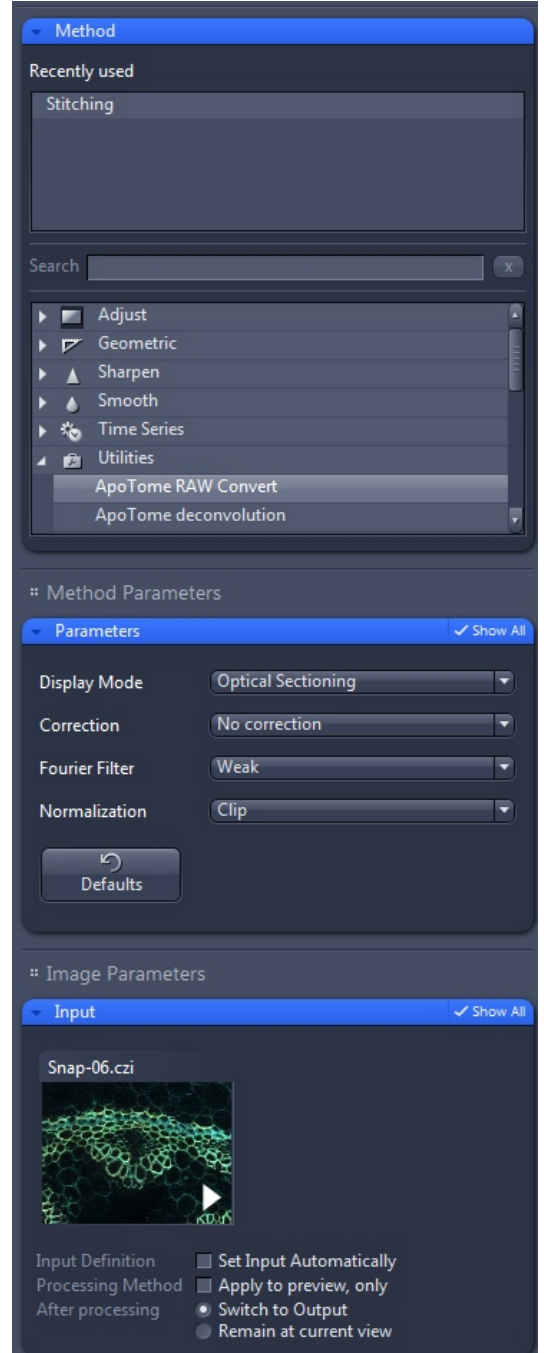 Method
Recently used
Stitching
Search x
Adjust
Geometric
Sharpen
Smooth
Time Series
Utilities
ApoTome RAW Convert
ApoTome deconvolution
Method Parameters
Parameters Show All
Display Mode Optical Sectioning
Correction No correction
Fourier Filter Weak
Normalization Clip
Defaults
Image Parameters
Input Show All
Snap-06.czi
Input Definition Set Input Automatically
Processing Method Apply to preview, only
After processing Switch to Output
Remain at current view